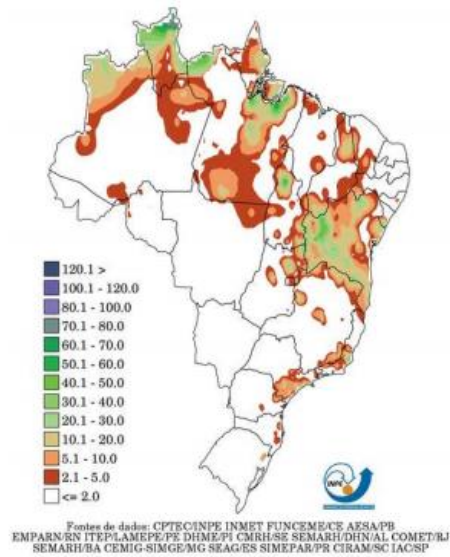 120.1 >
100.1 - 120.0
80.1 - 100.0
70.1 - 80.0
60.1 - 70.0
50.1 - 60.0
40.1 - 50.0
30.1 - 40.0
20.1 - 30.0
10.1 - 20.0
5.1 - 10.0
2.1 - 5.0
<= 2.0
INPE
Fontes de dados: CPTEC/INPE INMET FUNCEME/CE AESA/PB
EMPARN/RN ITEP/LAMEPE/PE DHME/PI CMRH/SE SEMARH/DHN/AL COMET/RJ
SEMARH/BA CEMIG-SIMGE/MG SEAG/ES SIMEPAR/PR CRAM/SC IAC/SP